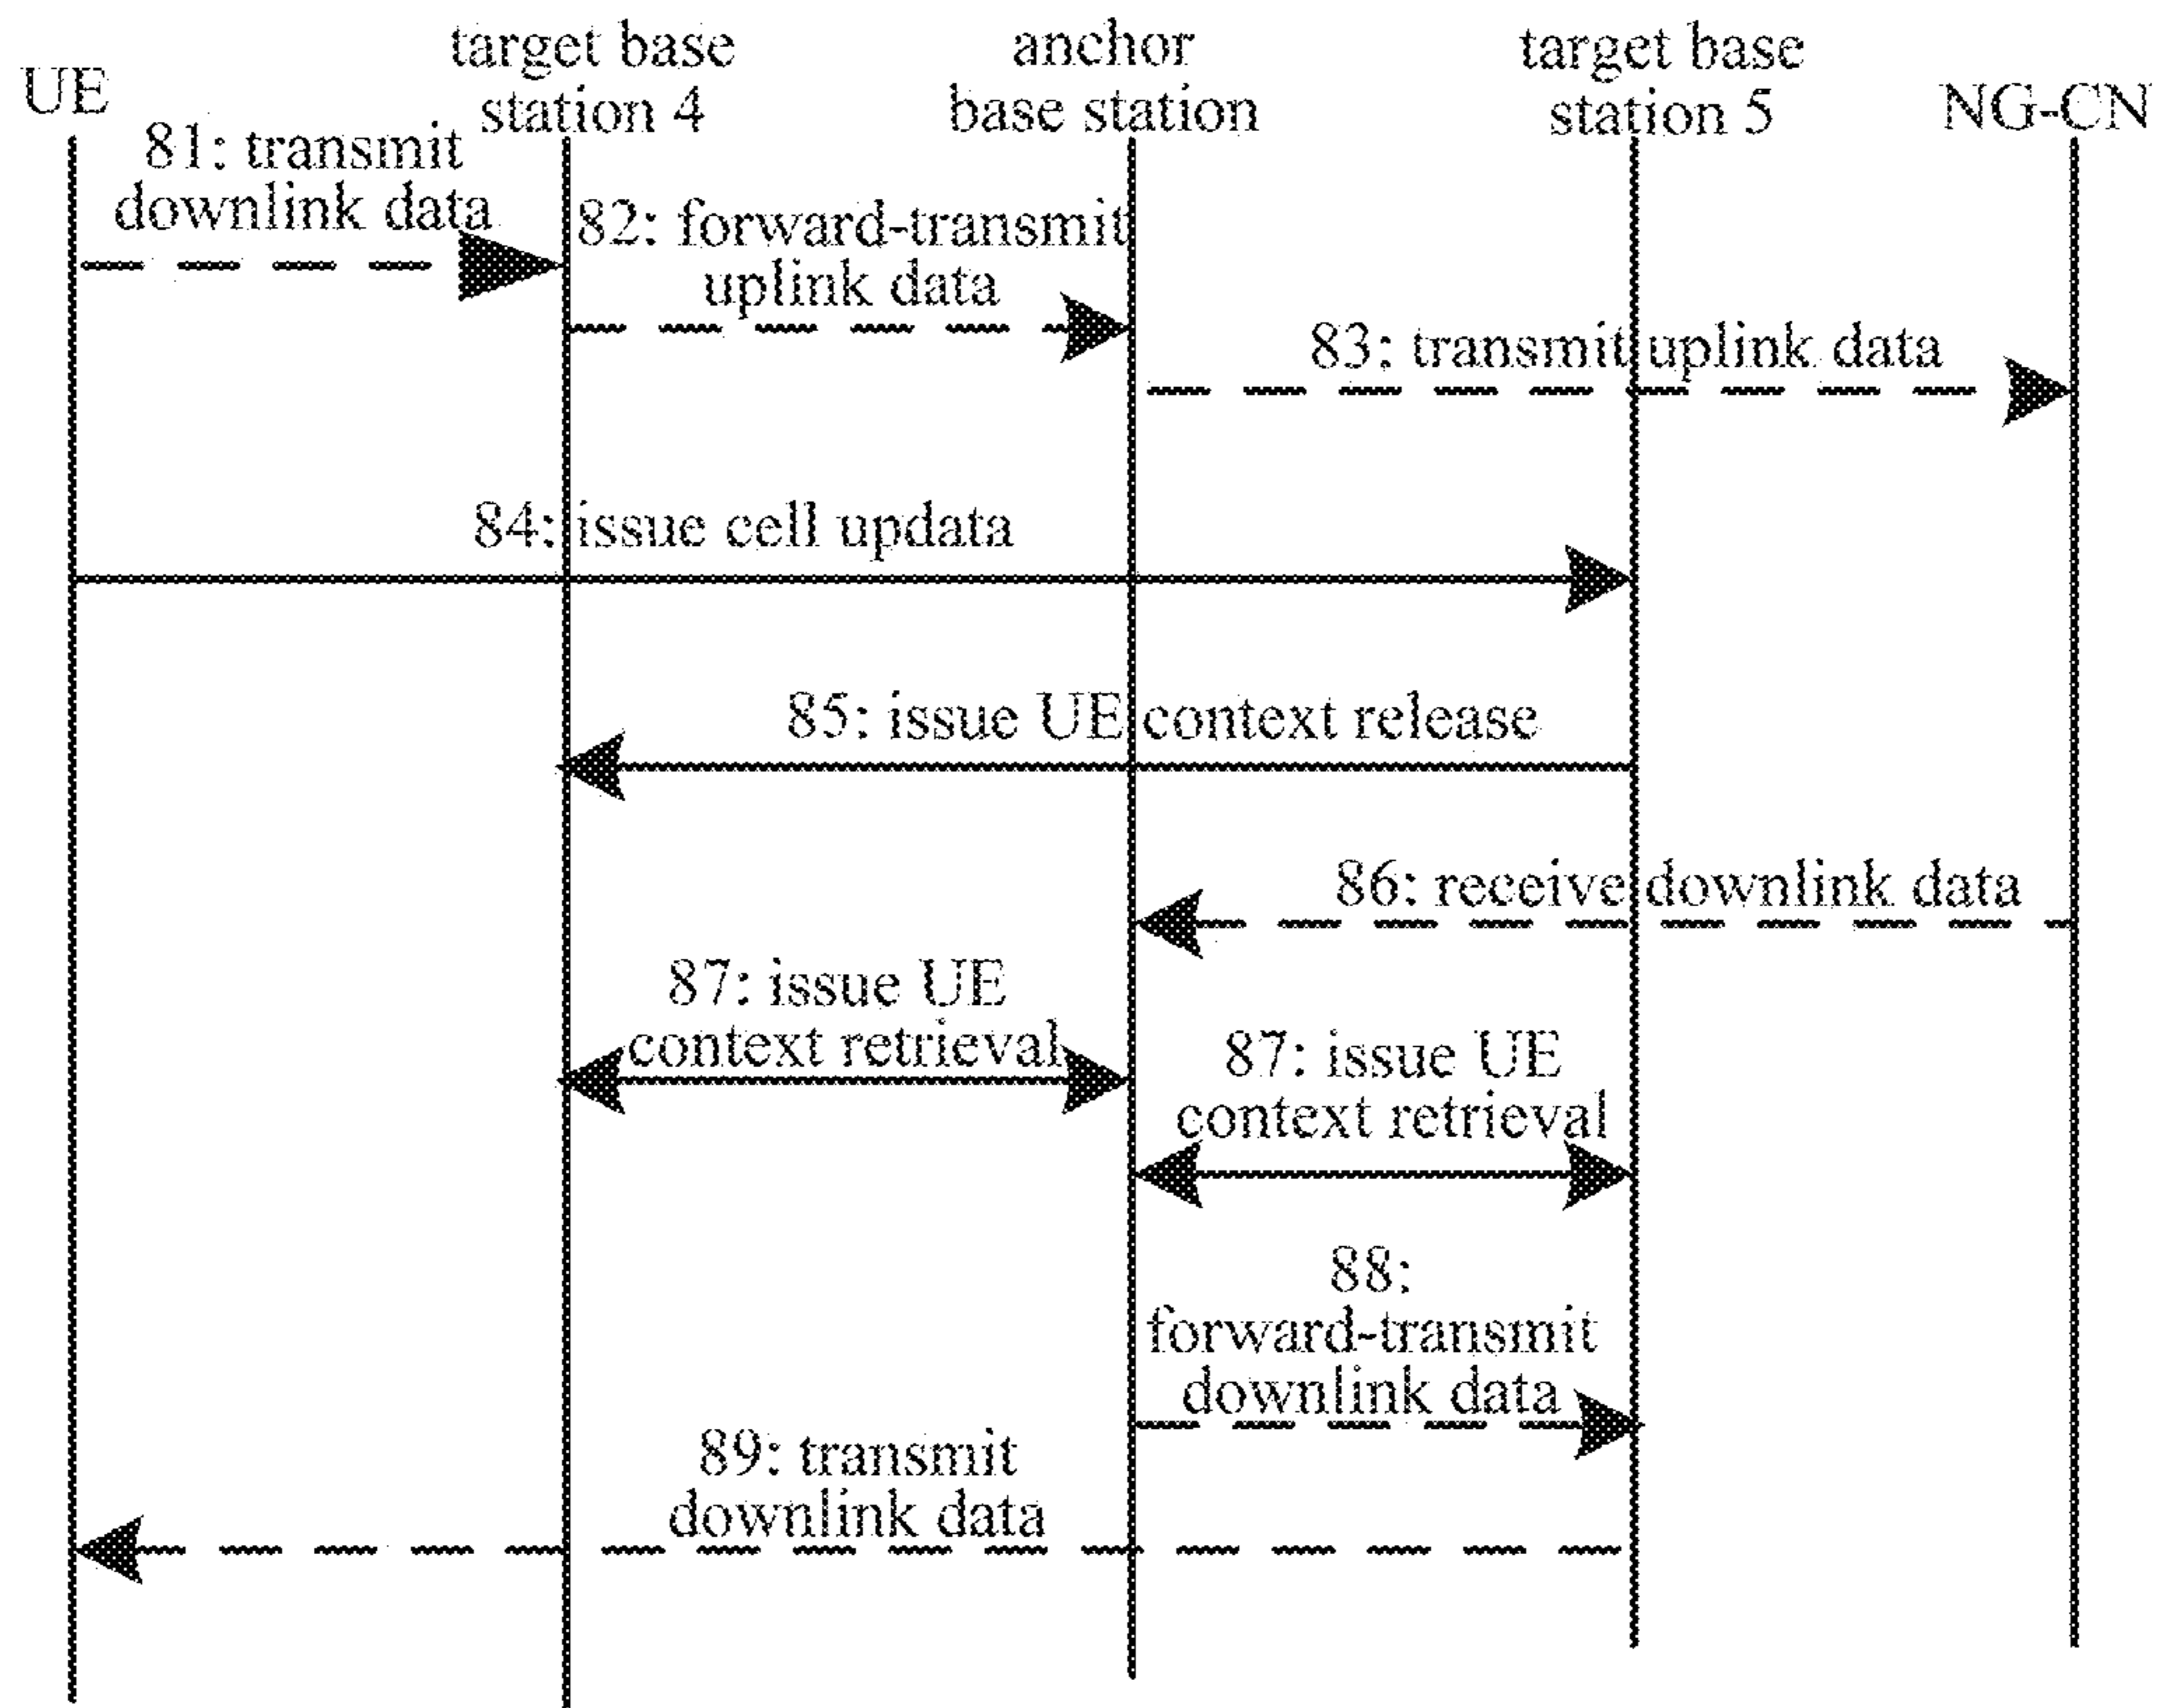 UE
target base
station 4
anchor
base station
target base
station 5
NG-CN
81: transmit
downlink data
82: forward-transmit
uplink data
83: transmit uplink data
84: issue cell updata
85: issue UE context release
86: receive downlink data
87: issue UE
context retrieval
87: issue UE
context retrieval
88:
forward-transmit
downlink data
89: transmit
downlink data